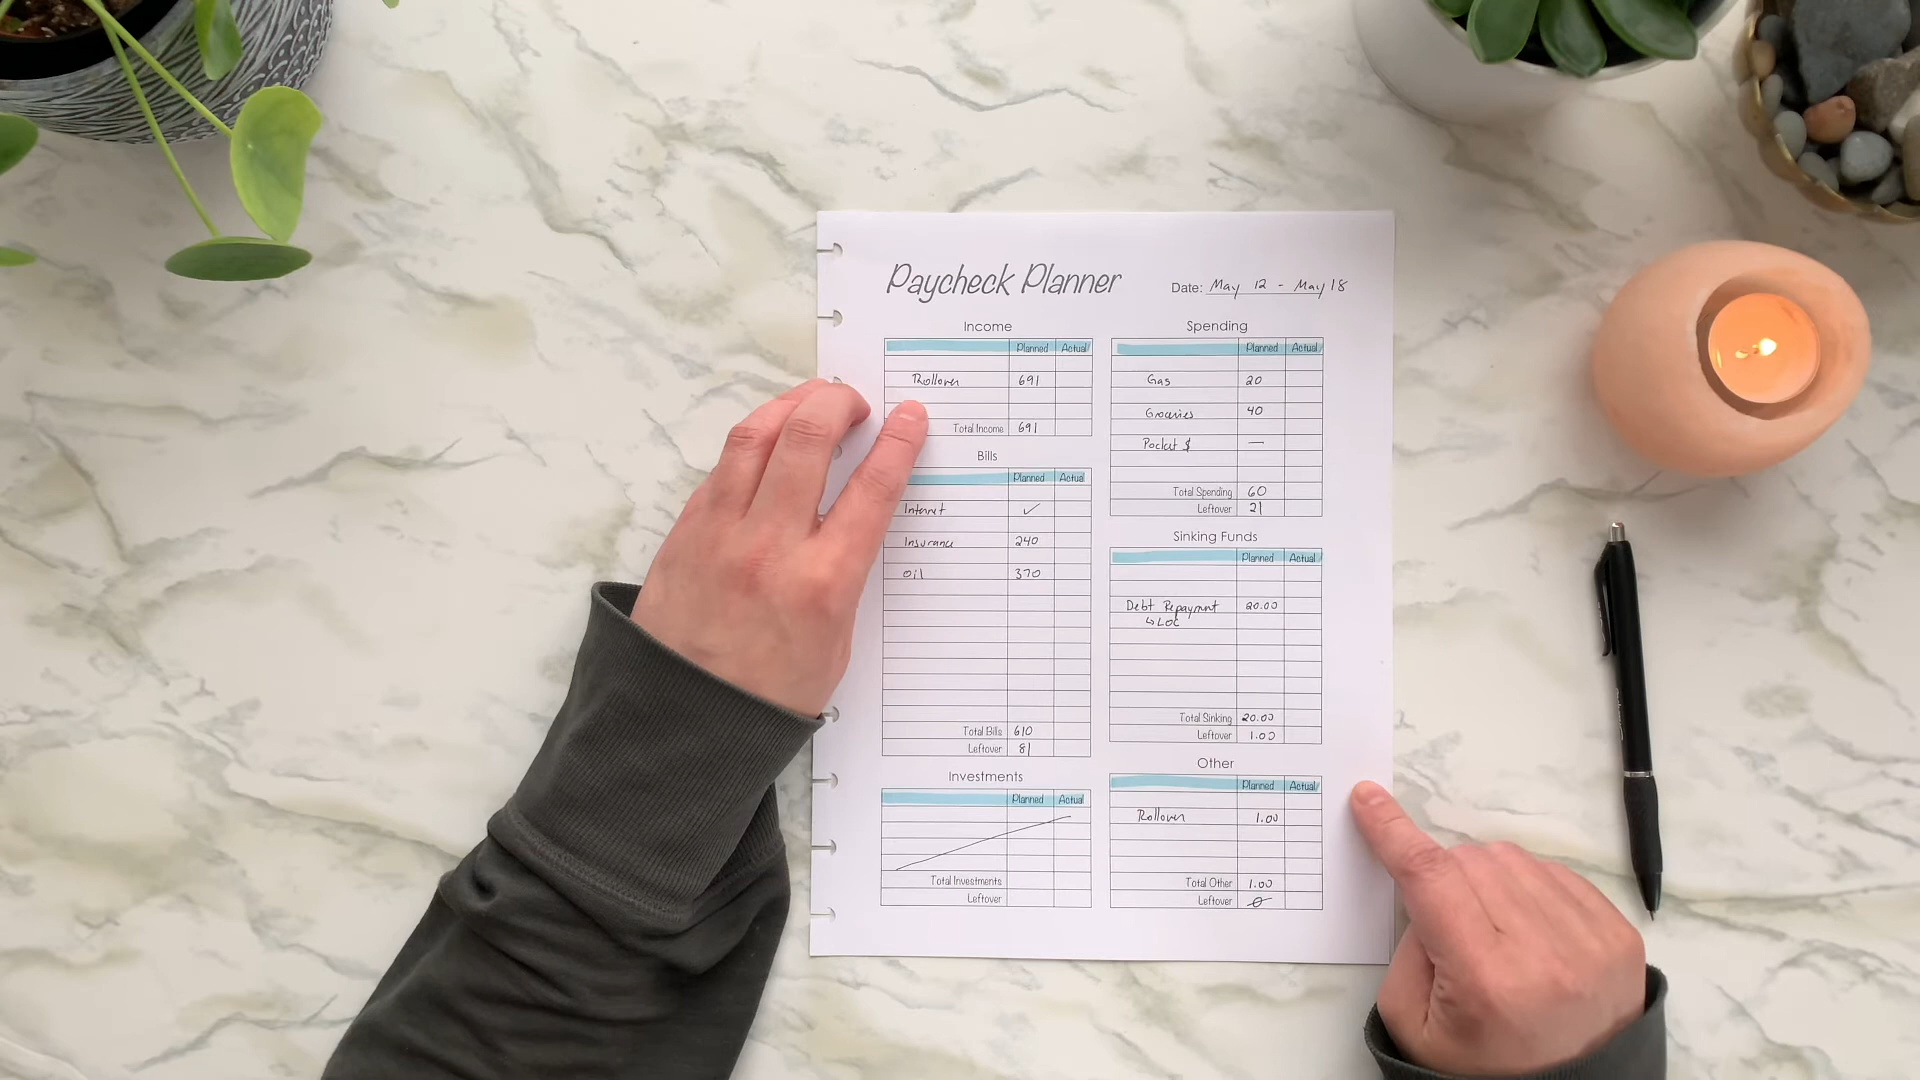 Paycheck Planner
Date: May 12 - May 18
Income
Planned Actual
Rollover 691
Total Income 691
Bills
Planned Actual
Internet ✓
Insurance 240
Oil 370
Total Bills 610
Leftover 81
Investments
Planned Actual
Total Investments
Leftover
Spending
Planned Actual
Gas 20
Groceries 40
Pocket $ —
Total Spending 60
Leftover 21
Sinking Funds
Planned Actual
Debt Repaymnt 20.00
↳ LOC
Total Sinking 20.00
Leftover 1.00
Other
Planned Actual
Rollover 1.00
Total Other 1.00
Leftover 0